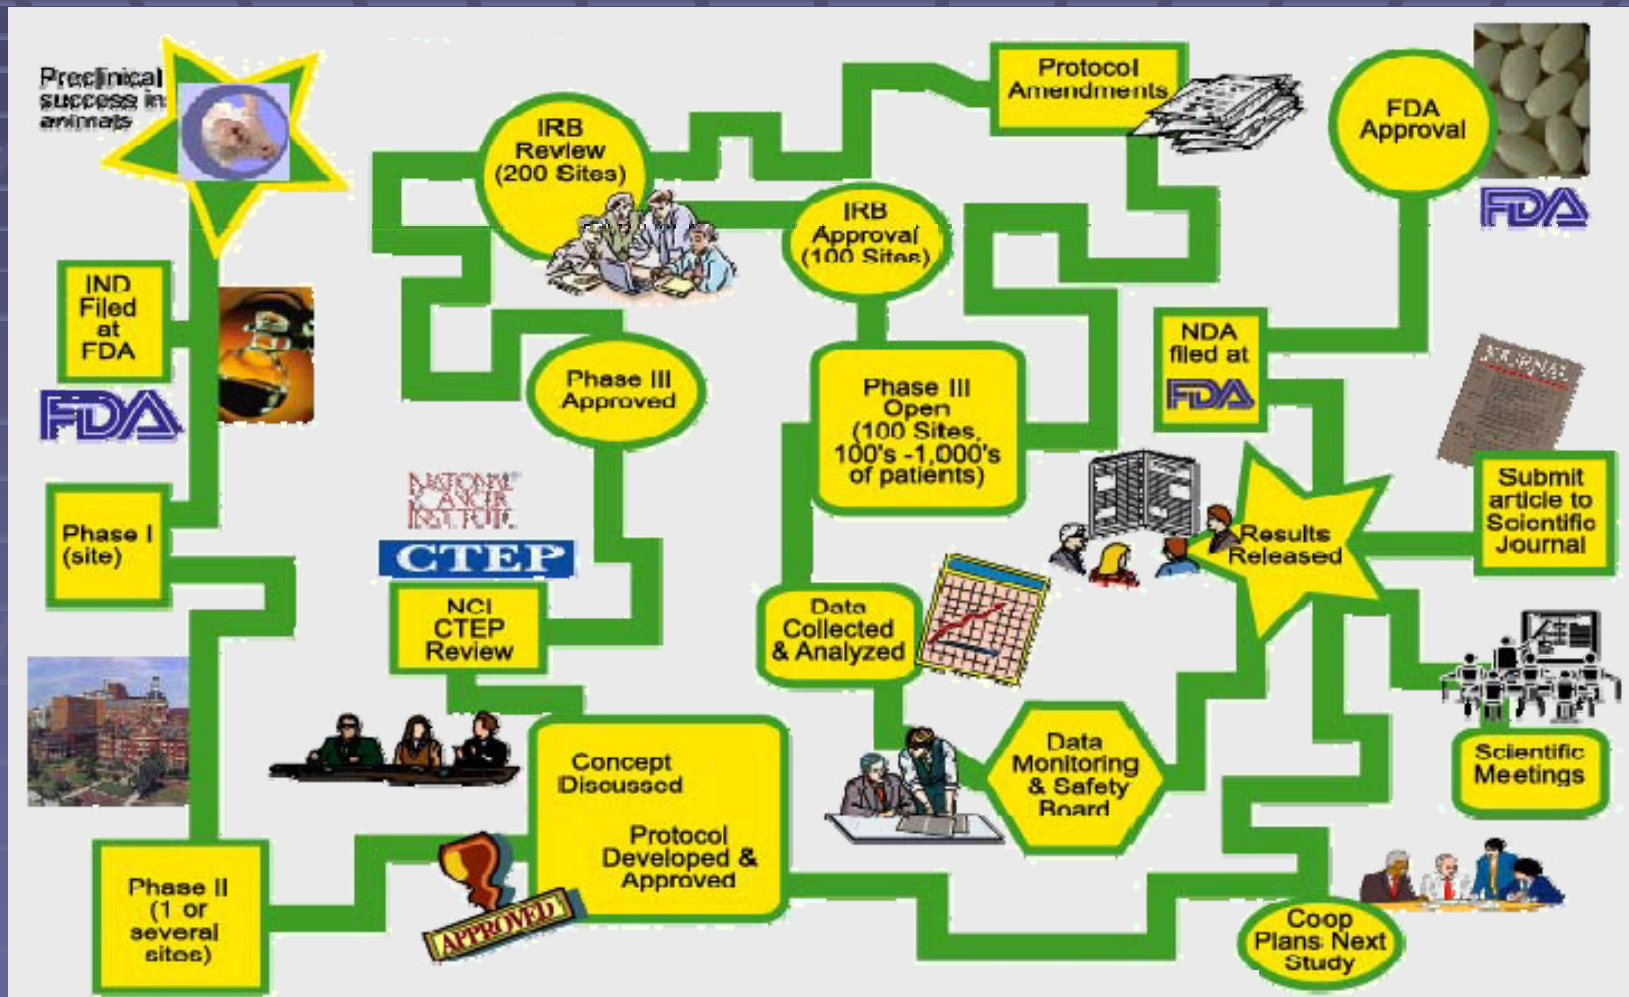 Preclinical
success in
animals
IND
Filed
at
FDA
FDA
Phase I
(site)
Phase II
(1 or
several
sites)
APPROVED
Concept
Discussed
Protocol
Developed &
Approved
NATIONAL
CANCER
INSTITUTE
CTEP
NCI
CTEP
Review
Phase III
Approved
IRB
Review
(200 Sites)
IRB
Approval
(100 Sites)
Protocol
Amendments
Phase III
Open
(100 Sites,
100's -1,000's
of patients)
Data
Collected
& Analyzed
Data
Monitoring
& Safety
Board
Results
Released
NDA
filed at
FDA
FDA
Approval
FDA
JOURNAL
Submit
article to
Scientific
Journal
Scientific
Meetings
Coop
Plans Next
Study